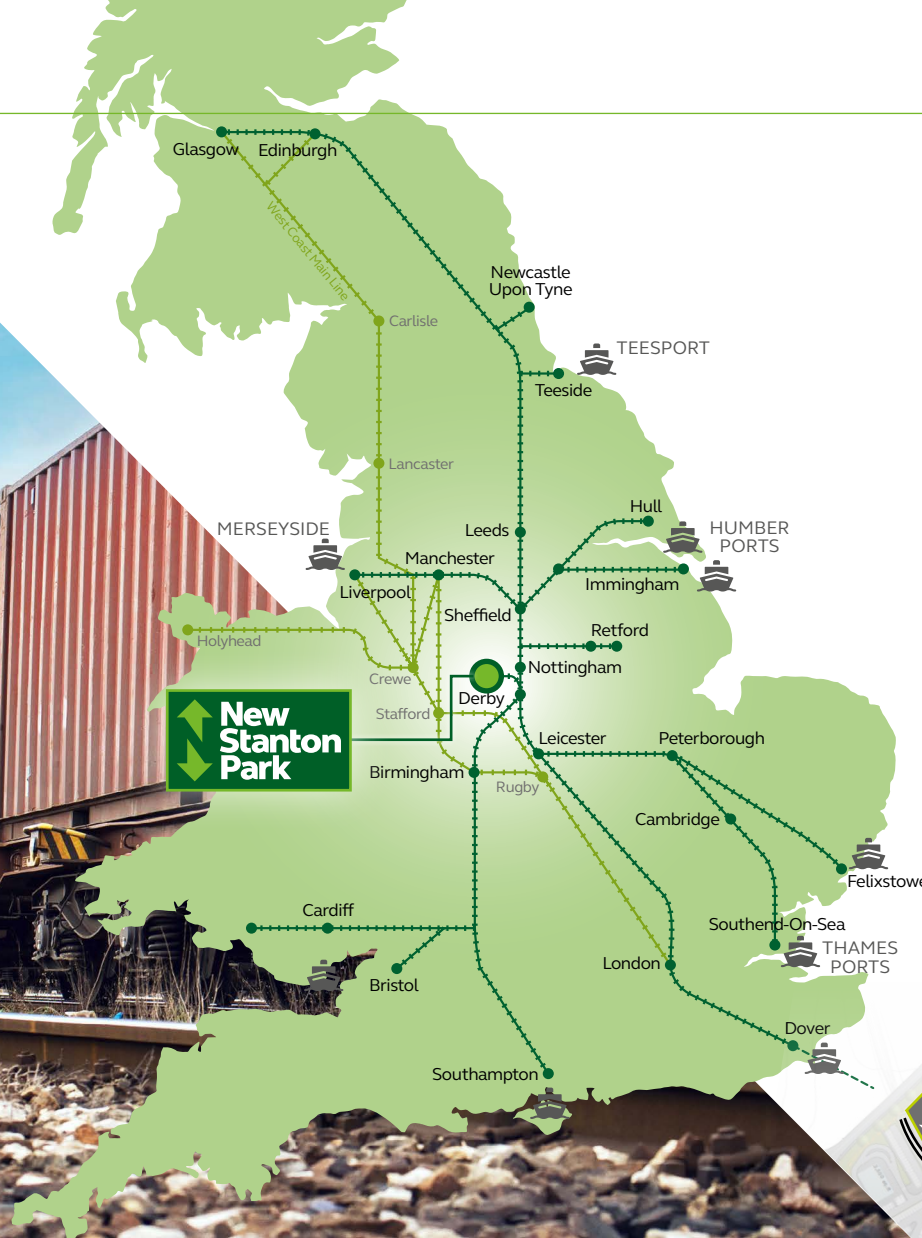 Glasgow
Edinburgh
West Coast Main Line
Newclastle
Upon Tyne
Carlisle
TEESPORT
Teeside
Lancaster
Hull
MERSEYSIDE
Leeds
HUMBER
PORTS
Manchester
Liverpool
Immingham
Sheffield
Retford
Holyhead
Nottingham
Crewe
Derby
Stafford
New
Stanton
Park
Leicester
Peterborough
Birmingham
Rugby
Cambridge
Felixstowe
Cardiff
Southend-On-Sea
THAMES
PORTS
London
Bristol
Dover
Southampton